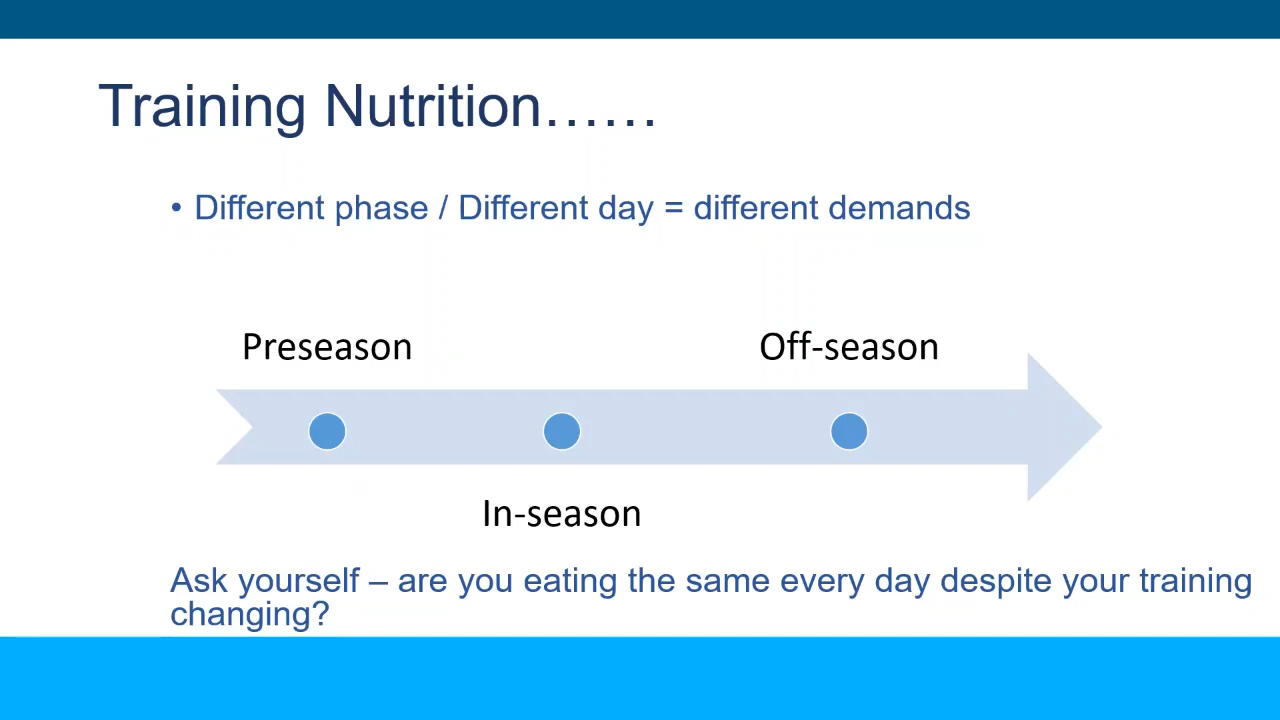 Training Nutrition……
• Different phase / Different day = different demands
Preseason
Off-season
In-season
Ask yourself – are you eating the same every day despite your training
changing?